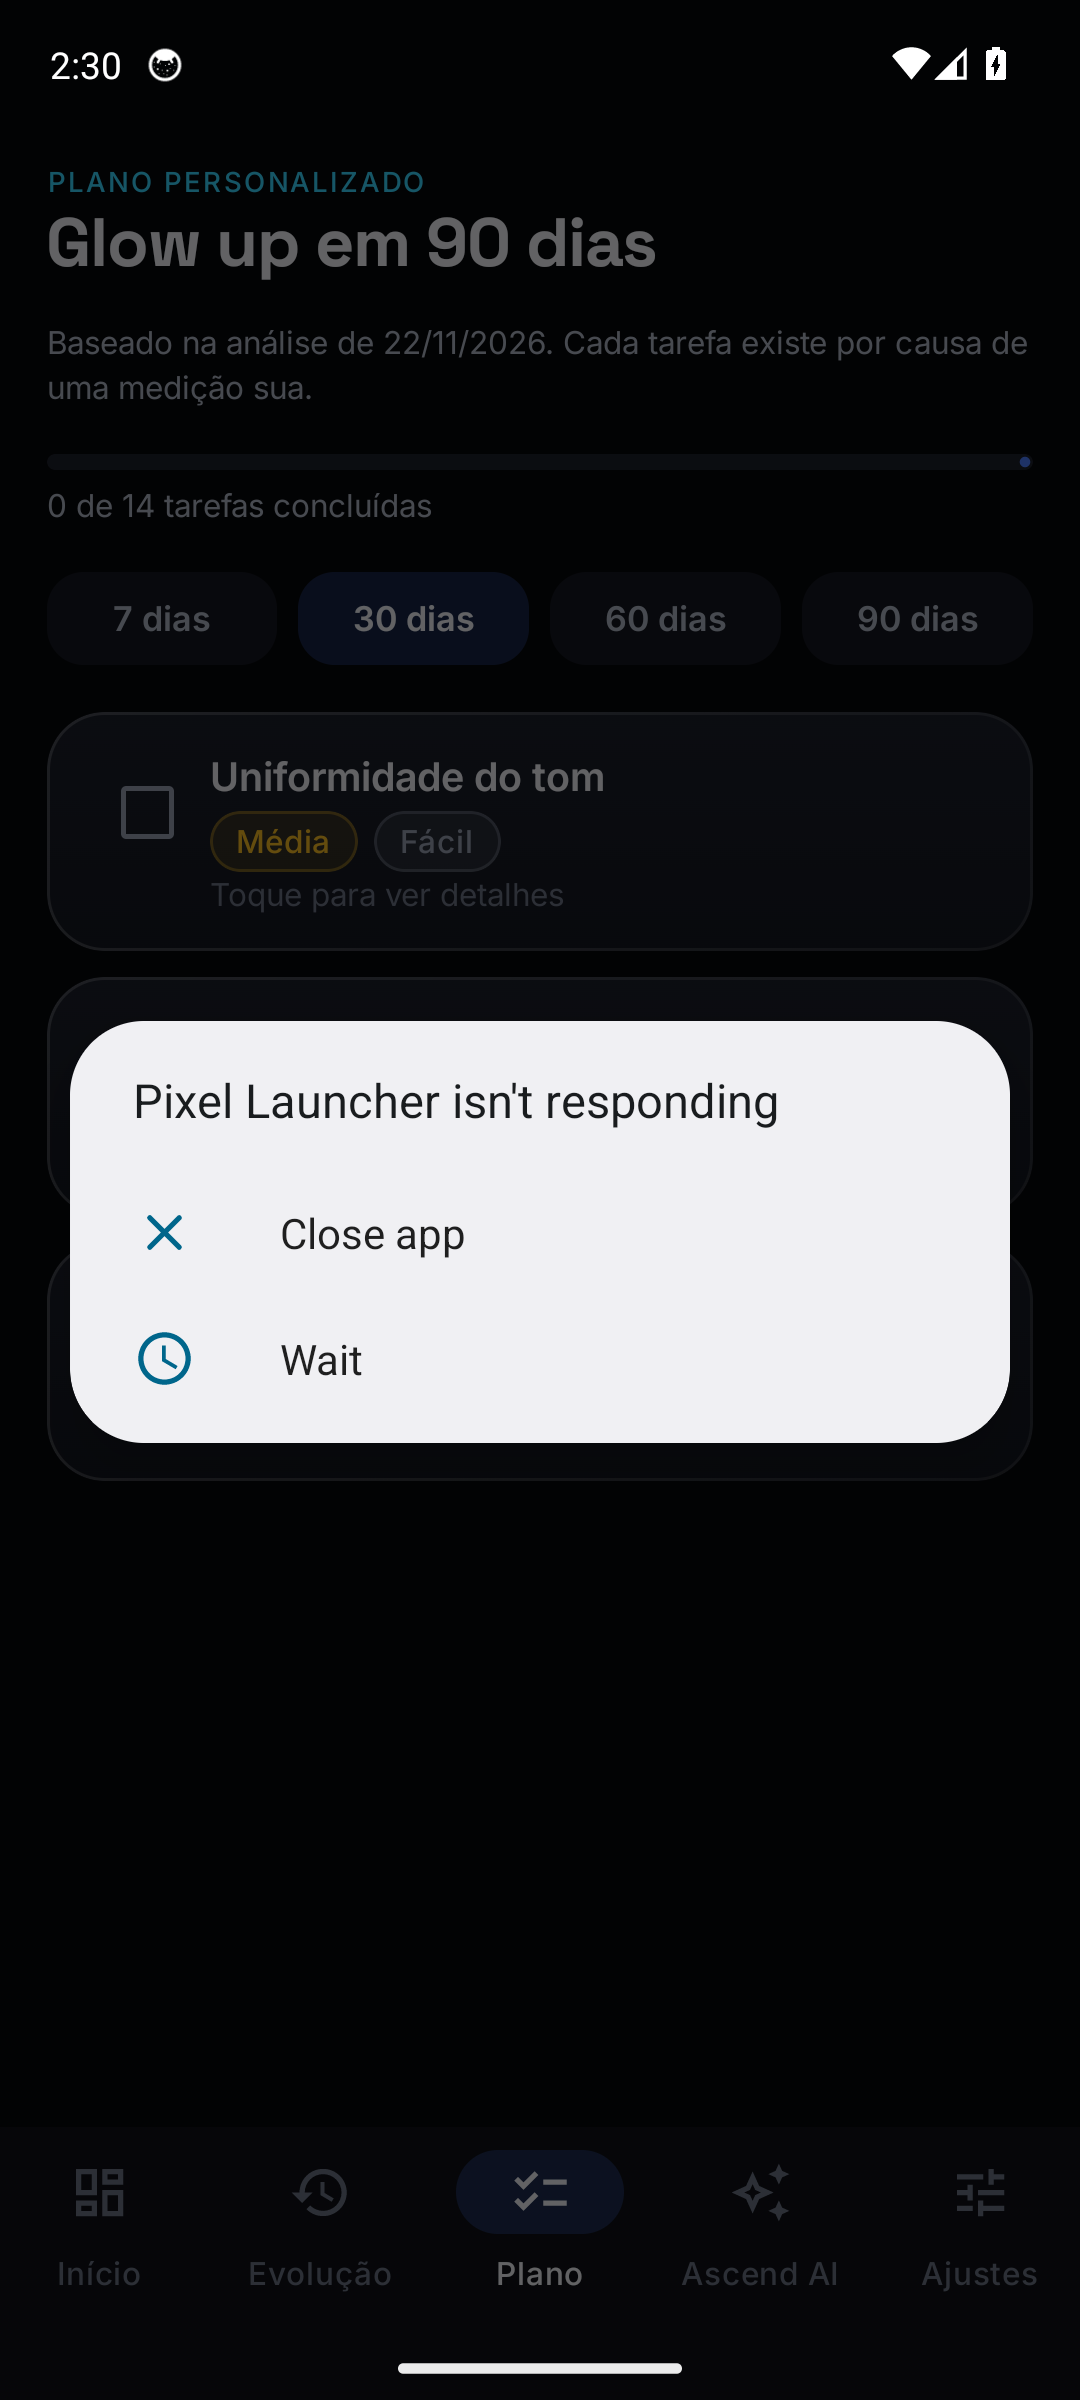 2:30
PLANO PERSONALIZADO
Glow up em 90 dias
Baseado na análise de 22/11/2026. Cada tarefa existe por causa de
uma medição sua.
0 de 14 tarefas concluídas
7 dias
30 dias
60 dias
90 dias
Uniformidade do tom
Média
Fácil
Toque para ver detalhes
Pixel Launcher isn't responding
Close app
Wait
Início
Evolução
Plano
Ascend AI
Ajustes